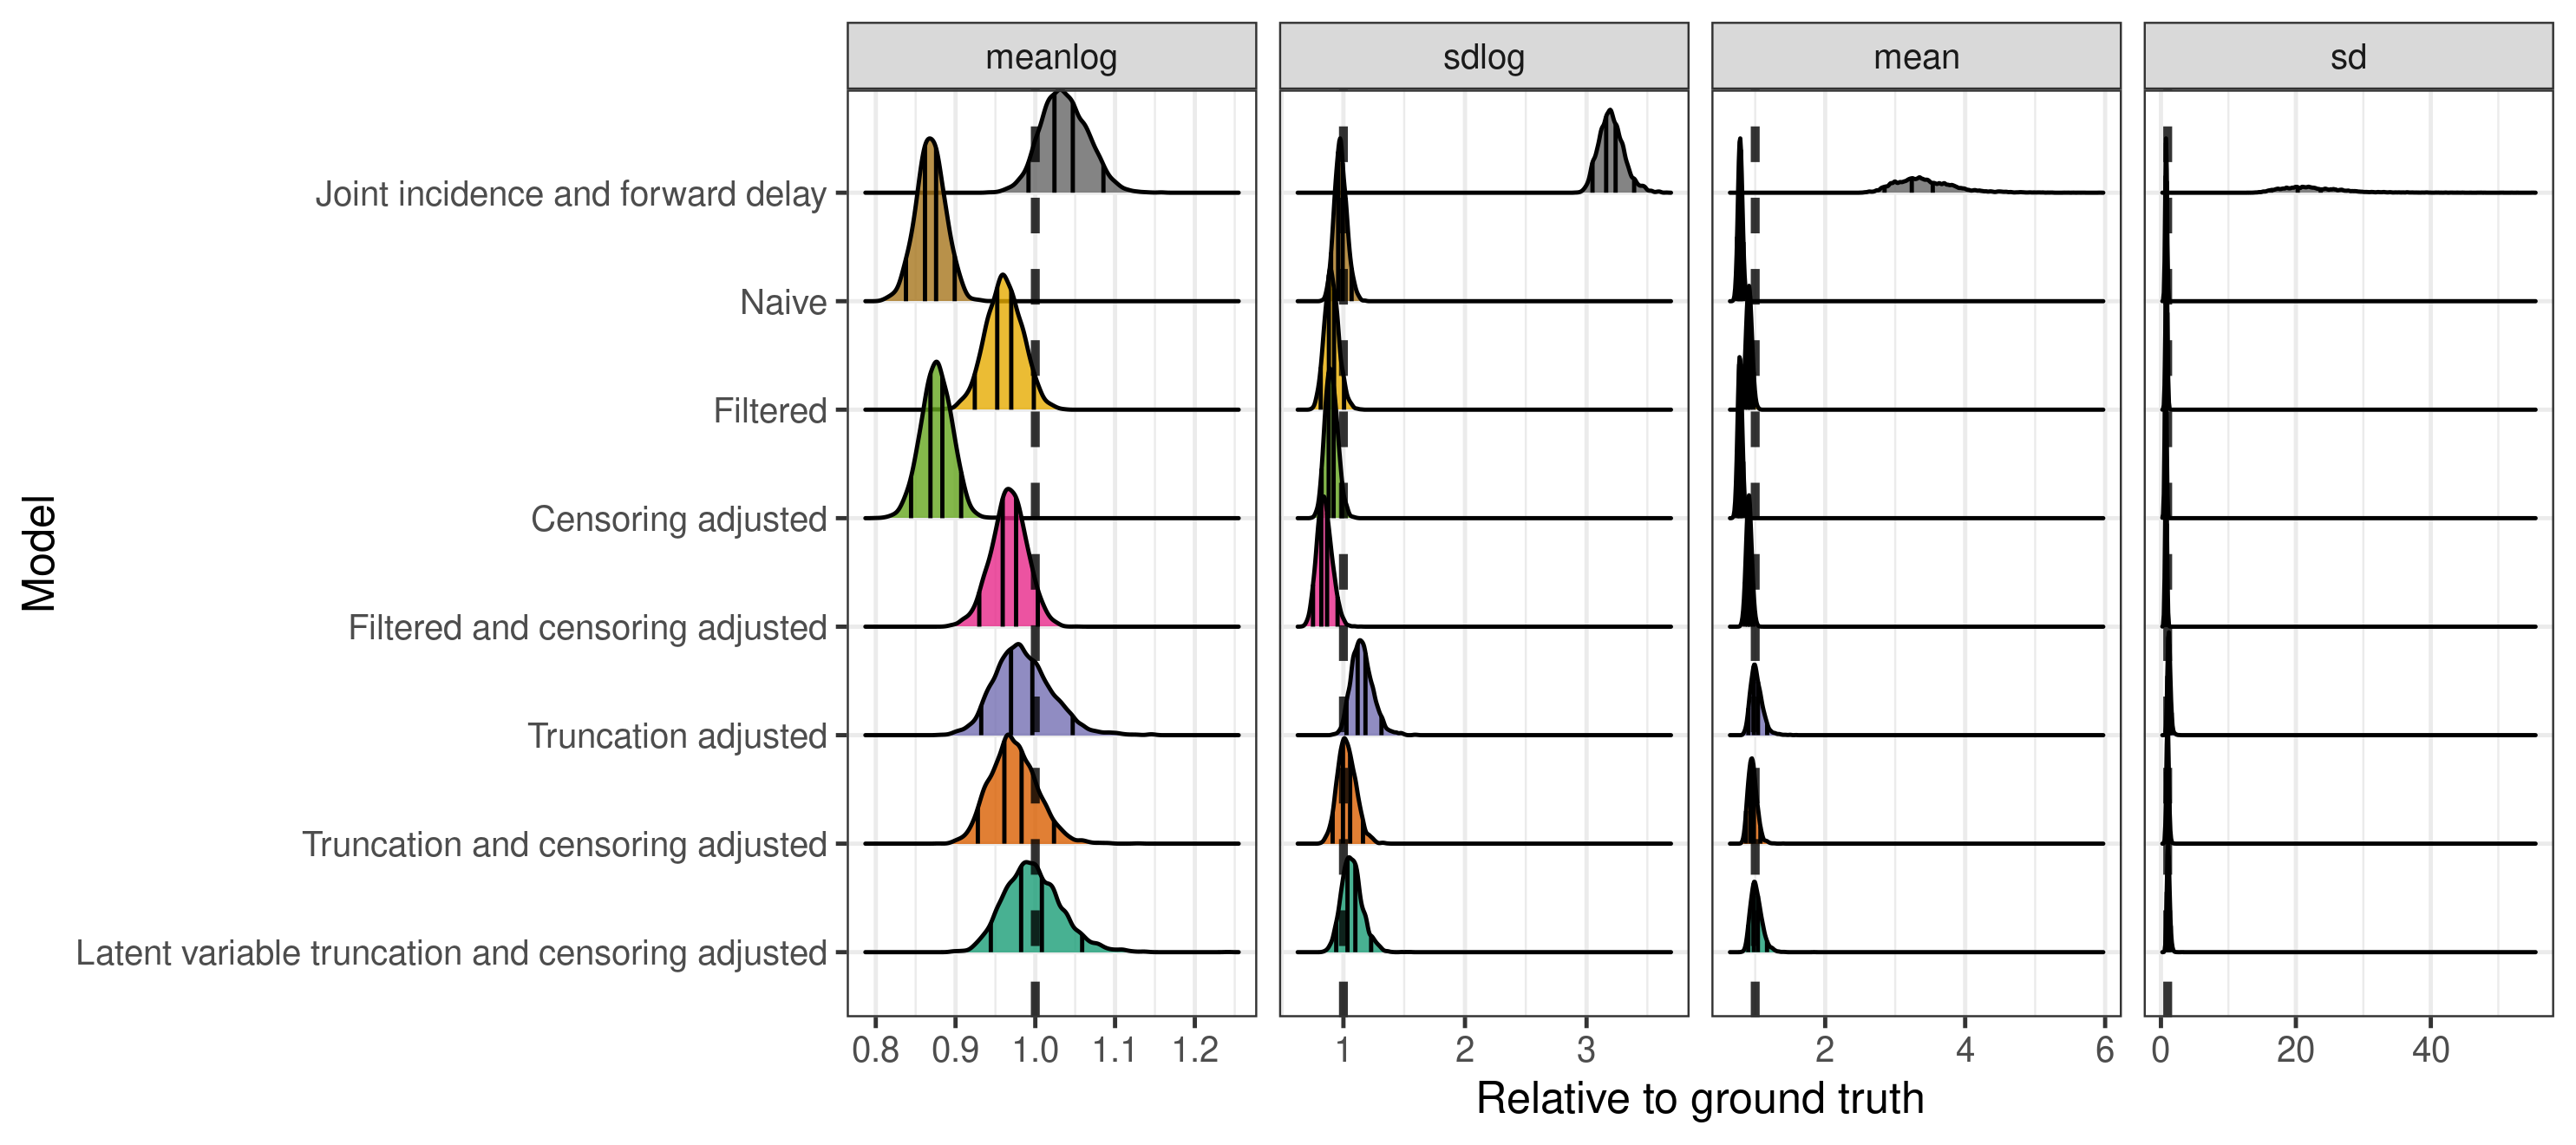 meanlog sdlog mean sd
Model
Joint incidence and forward delay
Naive
Filtered
Censoring adjusted
Filtered and censoring adjusted
Truncation adjusted
Truncation and censoring adjusted
Latent variable truncation and censoring adjusted
0.8 0.9 1.0 1.1 1.2 1 2 3 2 4 6 0 20 40
Relative to ground truth